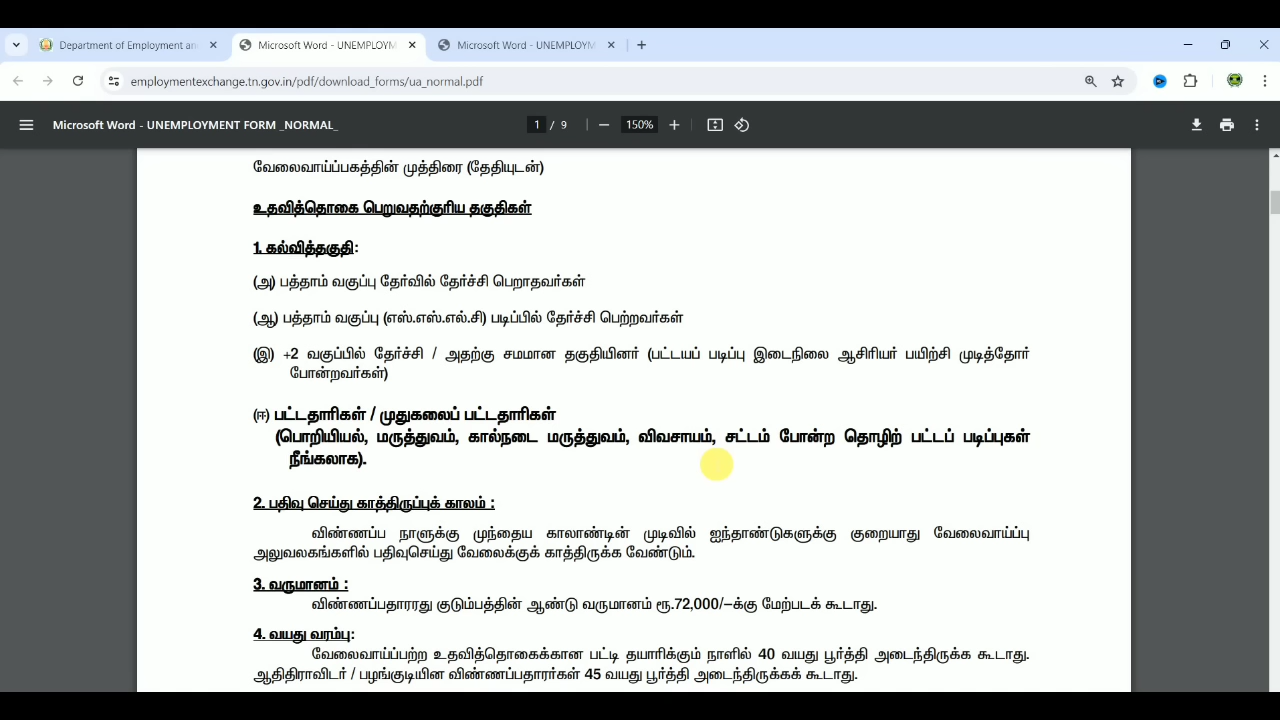 Department of Employment an
Microsoft Word - UNEMPLOYM
Microsoft Word - UNEMPLOYM
employmentexchange.tn.gov.in/pdf/download_forms/ua_normal.pdf
Microsoft Word - UNEMPLOYMENT FORM _NORMAL_
1 / 9
150%
வேலைவாய்ப்பகத்தின் முத்திரை (தேதியுடன்)
உதவித்தொகை பெறுவதற்குரிய தகுதிகள்
1. கல்வித்தகுதி:
(அ) பத்தாம் வகுப்பு தேர்வில் தேர்ச்சி பெறாதவர்கள்
(ஆ) பத்தாம் வகுப்பு (எஸ்.எஸ்.எல்.சி) படிப்பில் தேர்ச்சி பெற்றவர்கள்
(இ) +2 வகுப்பில் தேர்ச்சி / அதற்கு சமமான தகுதியினர் (பட்டயப் படிப்பு இடைநிலை ஆசிரியர் பயிற்சி முடித்தோர்
போன்றவர்கள்)
(ஈ) பட்டதாரிகள் / முதுகலைப் பட்டதாரிகள்
(பொறியியல், மருத்துவம், கால்நடை மருத்துவம், விவசாயம், சட்டம் போன்ற தொழிற் பட்டப் படிப்புகள்
நீங்கலாக).
2. பதிவு செய்து காத்திருப்புக் காலம் :
விண்ணப்ப நாளுக்கு முந்தைய காலாண்டின் முடிவில் ஐந்தாண்டுகளுக்கு குறையாது வேலைவாய்ப்பு
அலுவலகங்களில் பதிவுசெய்து வேலைக்குக் காத்திருக்க வேண்டும்.
3. வருமானம் :
விண்ணப்பதாரரது குடும்பத்தின் ஆண்டு வருமானம் ரூ.72,000/–க்கு மேற்படக் கூடாது.
4. வயது வரம்பு:
வேலைவாய்ப்பற்ற உதவித்தொகைக்கான பட்டி தயாரிக்கும் நாளில் 40 வயது பூர்த்தி அடைந்திருக்க கூடாது.
ஆதிதிராவிடர் / பழங்குடியின விண்ணப்பதாரர்கள் 45 வயது பூர்த்தி அடைந்திருக்கக் கூடாது.